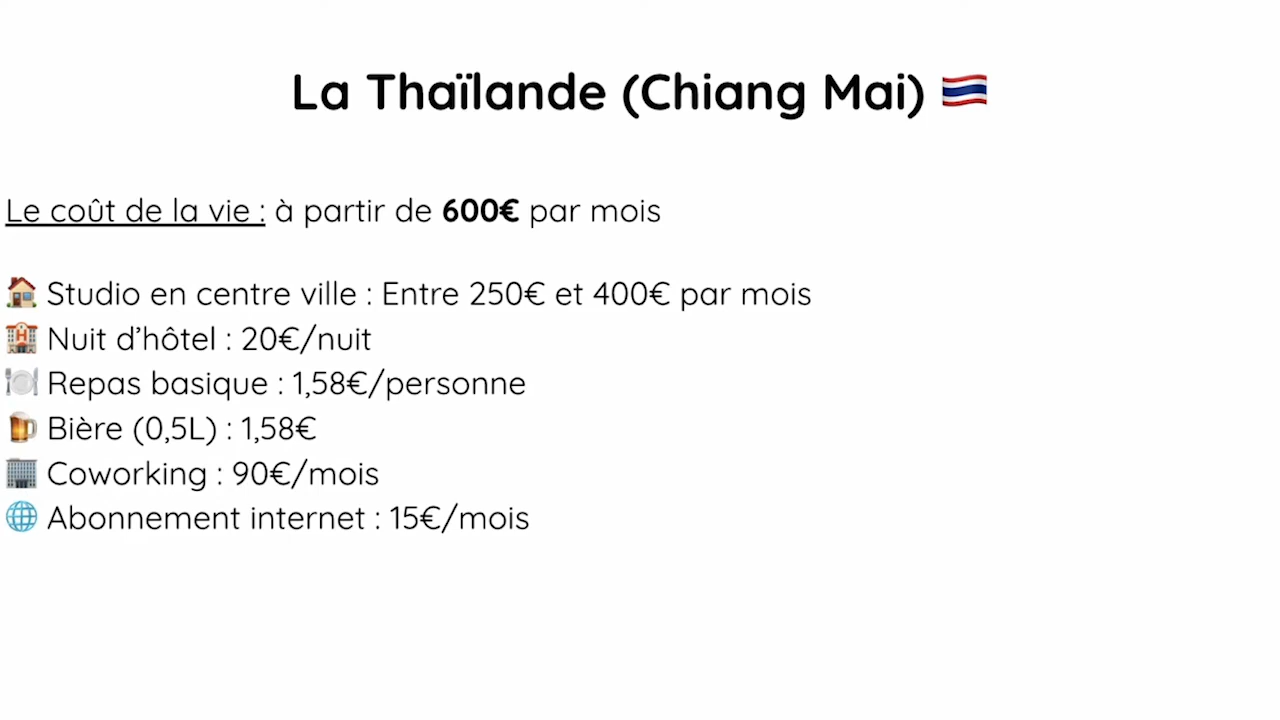 La Thaïlande (Chiang Mai) 🇹🇭
Le coût de la vie : à partir de 600€ par mois
🏠 Studio en centre ville : Entre 250€ et 400€ par mois
🏨 Nuit d’hôtel : 20€/nuit
🍽️ Repas basique : 1,58€/personne
🍺 Bière (0,5L) : 1,58€
🏢 Coworking : 90€/mois
🌐 Abonnement internet : 15€/mois